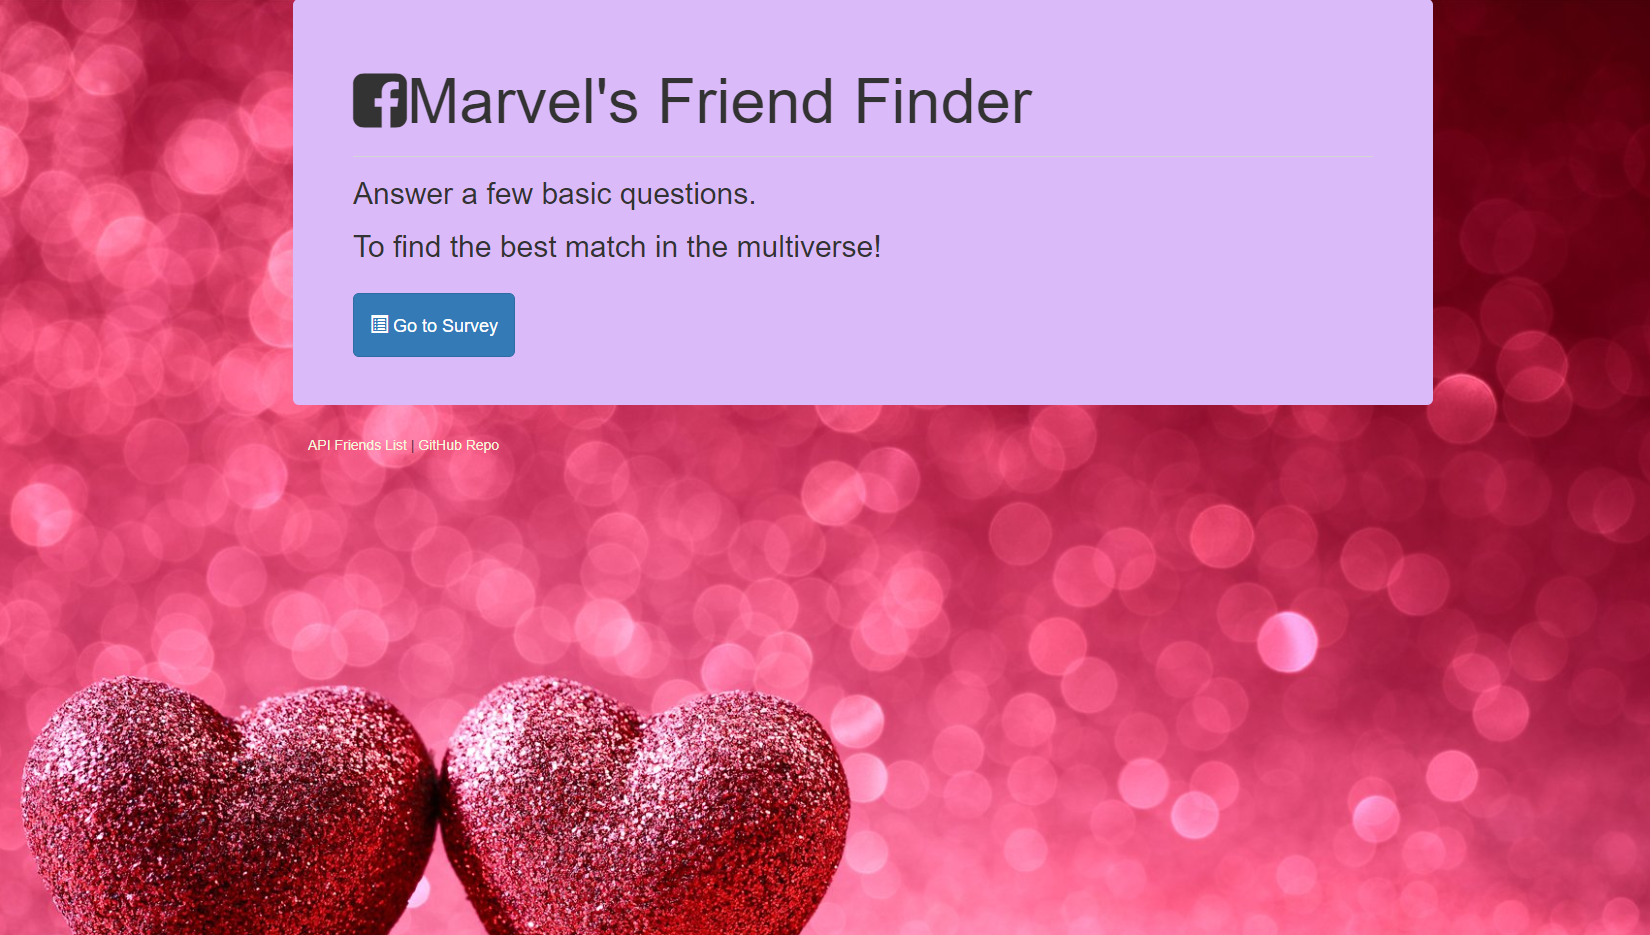 Marvel's Friend Finder
Answer a few basic questions.
To find the best match in the multiverse!
Go to Survey
API Friends List | GitHub Repo